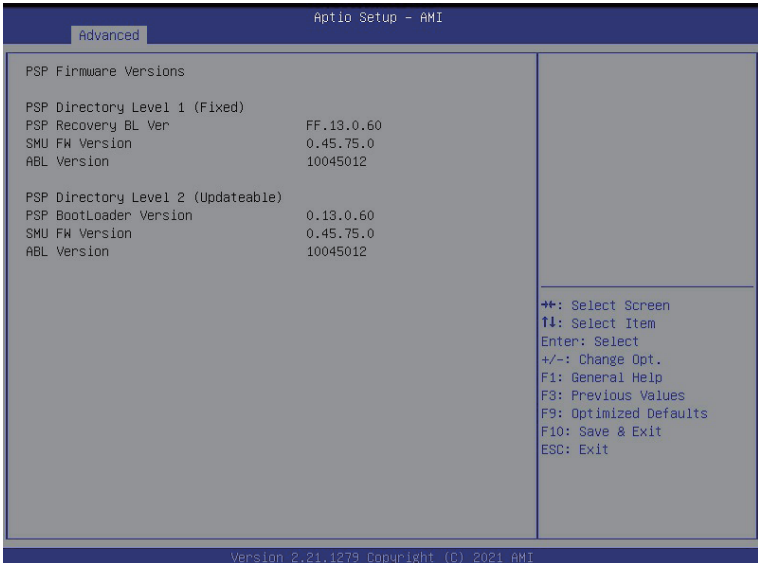 Aptio Setup – AMI
Advanced
PSP Firmware Versions
PSP Directory Level 1 (Fixed)
PSP Recovery BL Ver FF.13.0.60
SMU FW Version 0.45.75.0
ABL Version 10045012
PSP Directory Level 2 (Updateable)
PSP BootLoader Version 0.13.0.60
SMU FW Version 0.45.75.0
ABL Version 10045012
→←: Select Screen
↑↓: Select Item
Enter: Select
+/-: Change Opt.
F1: General Help
F3: Previous Values
F9: Optimized Defaults
F10: Save & Exit
ESC: Exit
Version 2.21.1279 Copyright (C) 2021 AMI